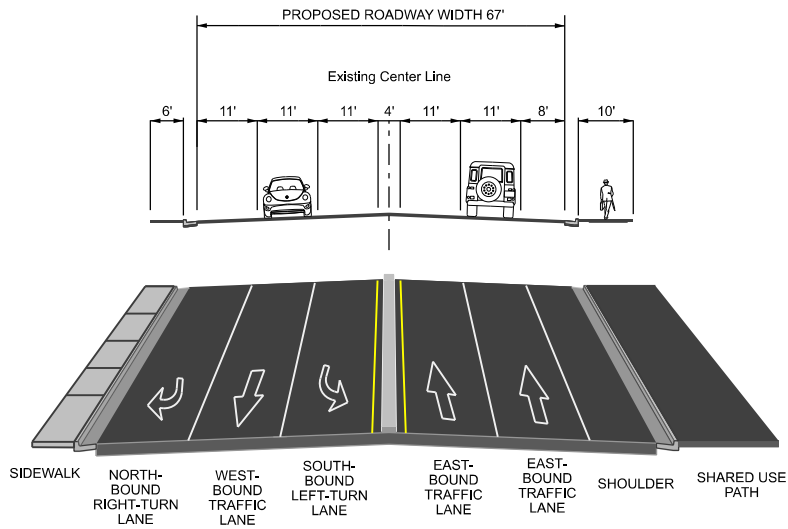 PROPOSED ROADWAY WIDTH 67'
Existing Center Line
6' 11' 11' 11' 4' 11' 11' 8' 10'
SIDEWALK
NORTH-
BOUND
RIGHT-TURN
LANE
WEST-
BOUND
TRAFFIC
LANE
SOUTH-
BOUND
LEFT-TURN
LANE
EAST-
BOUND
TRAFFIC
LANE
EAST-
BOUND
TRAFFIC
LANE
SHOULDER
SHARED USE
PATH